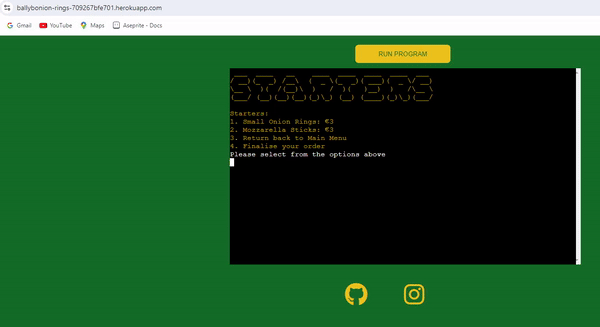 ballybonion-rings-709267bfe701.herokuapp.com
Gmail YouTube Maps Aseprite - Docs
RUN PROGRAM
STARTERS
Starters:
1. Small Onion Rings: €3
2. Mozzarella Sticks: €3
3. Return back to Main Menu
4. Finalise your order
Please select from the options above